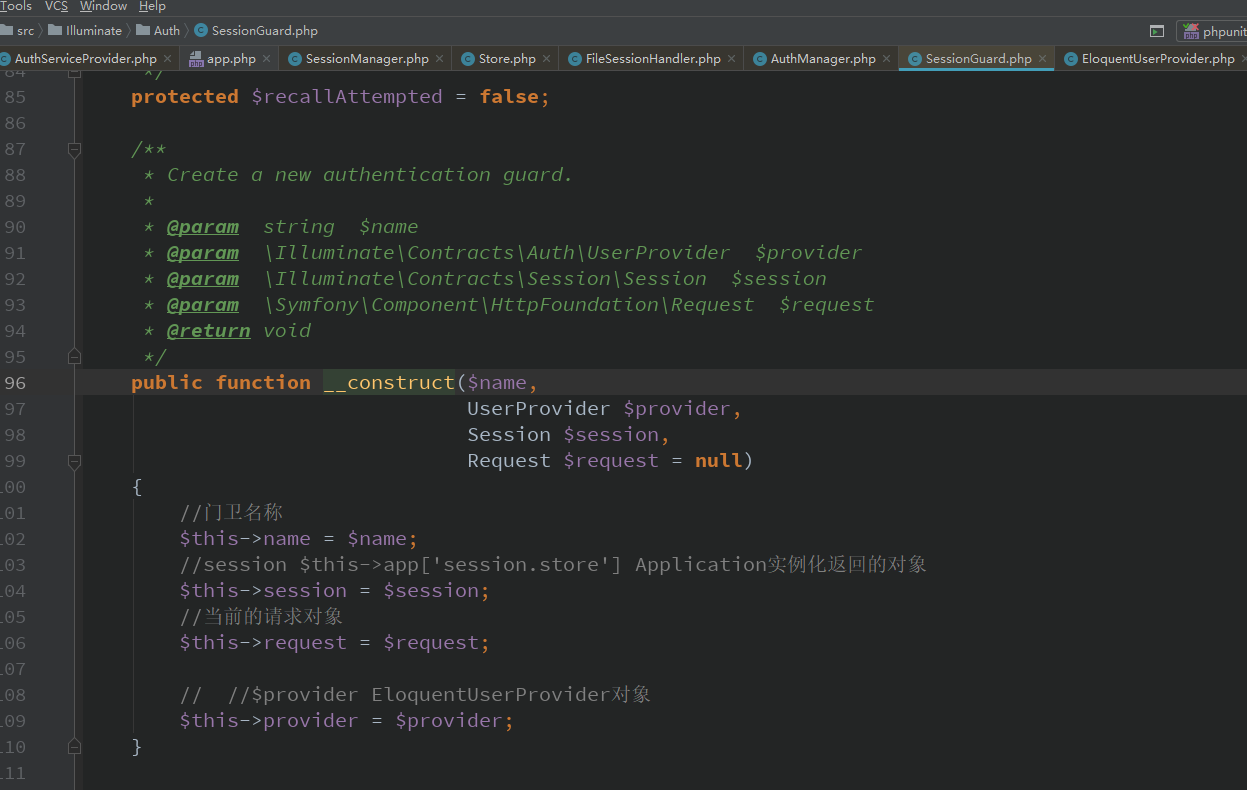 Tools VCS Window Help
src Illuminate Auth SessionGuard.php phpunit
AuthServiceProvider.php app.php SessionManager.php Store.php FileSessionHandler.php AuthManager.php SessionGuard.php EloquentUserProvider.php
84 */
85 protected $recallAttempted = false;
86
87 /**
88 * Create a new authentication guard.
89 *
90 * @param string $name
91 * @param \Illuminate\Contracts\Auth\UserProvider $provider
92 * @param \Illuminate\Contracts\Session\Session $session
93 * @param \Symfony\Component\HttpFoundation\Request $request
94 * @return void
95 */
96 public function __construct($name,
97 UserProvider $provider,
98 Session $session,
99 Request $request = null)
100 {
101 //门卫名称
102 $this->name = $name;
103 //session $this->app['session.store'] Application实例化返回的对象
104 $this->session = $session;
105 //当前的请求对象
106 $this->request = $request;
107
108 // //$provider EloquentUserProvider对象
109 $this->provider = $provider;
110 }
111